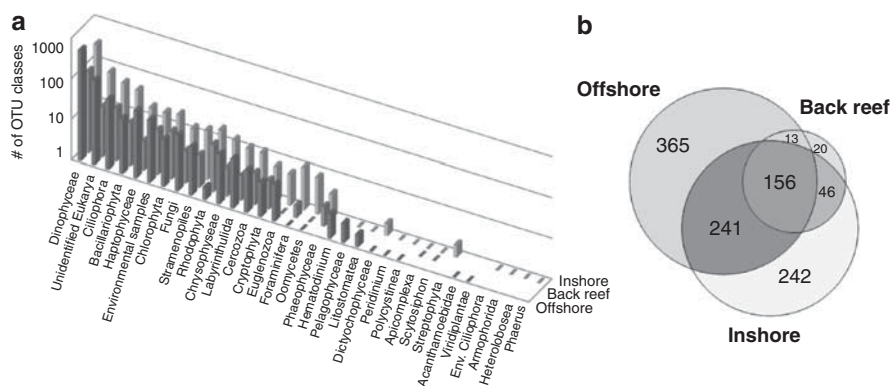 a
# of OTU classes
1000
100
10
1
Dinophyceae
Unidentified Eukarya
Ciliophora
Bacillariophyta
Haptophyceae
Environmental samples
Chlorophyta
Fungi
Stramenopiles
Rhodophyta
Chrysophyseae
Labyrinthulida
Cercozoa
Cryptophyta
Euglenozoa
Foraminifera
Oomycetes
Phaeophyceae
Hematodinium
Pelagophyceae
Litostomatea
Dictyochophyceae
Peridinium
Polycystinea
Apicomplexa
Scytosiphon
Streptophyta
Acanthamoebidae
Viridiplantae
Env. Ciliophora
Armophorida
Heterolobosea
Phaerus
Inshore
Back reef
Offshore
b
Offshore
Back reef
365
13
20
156
46
241
242
Inshore